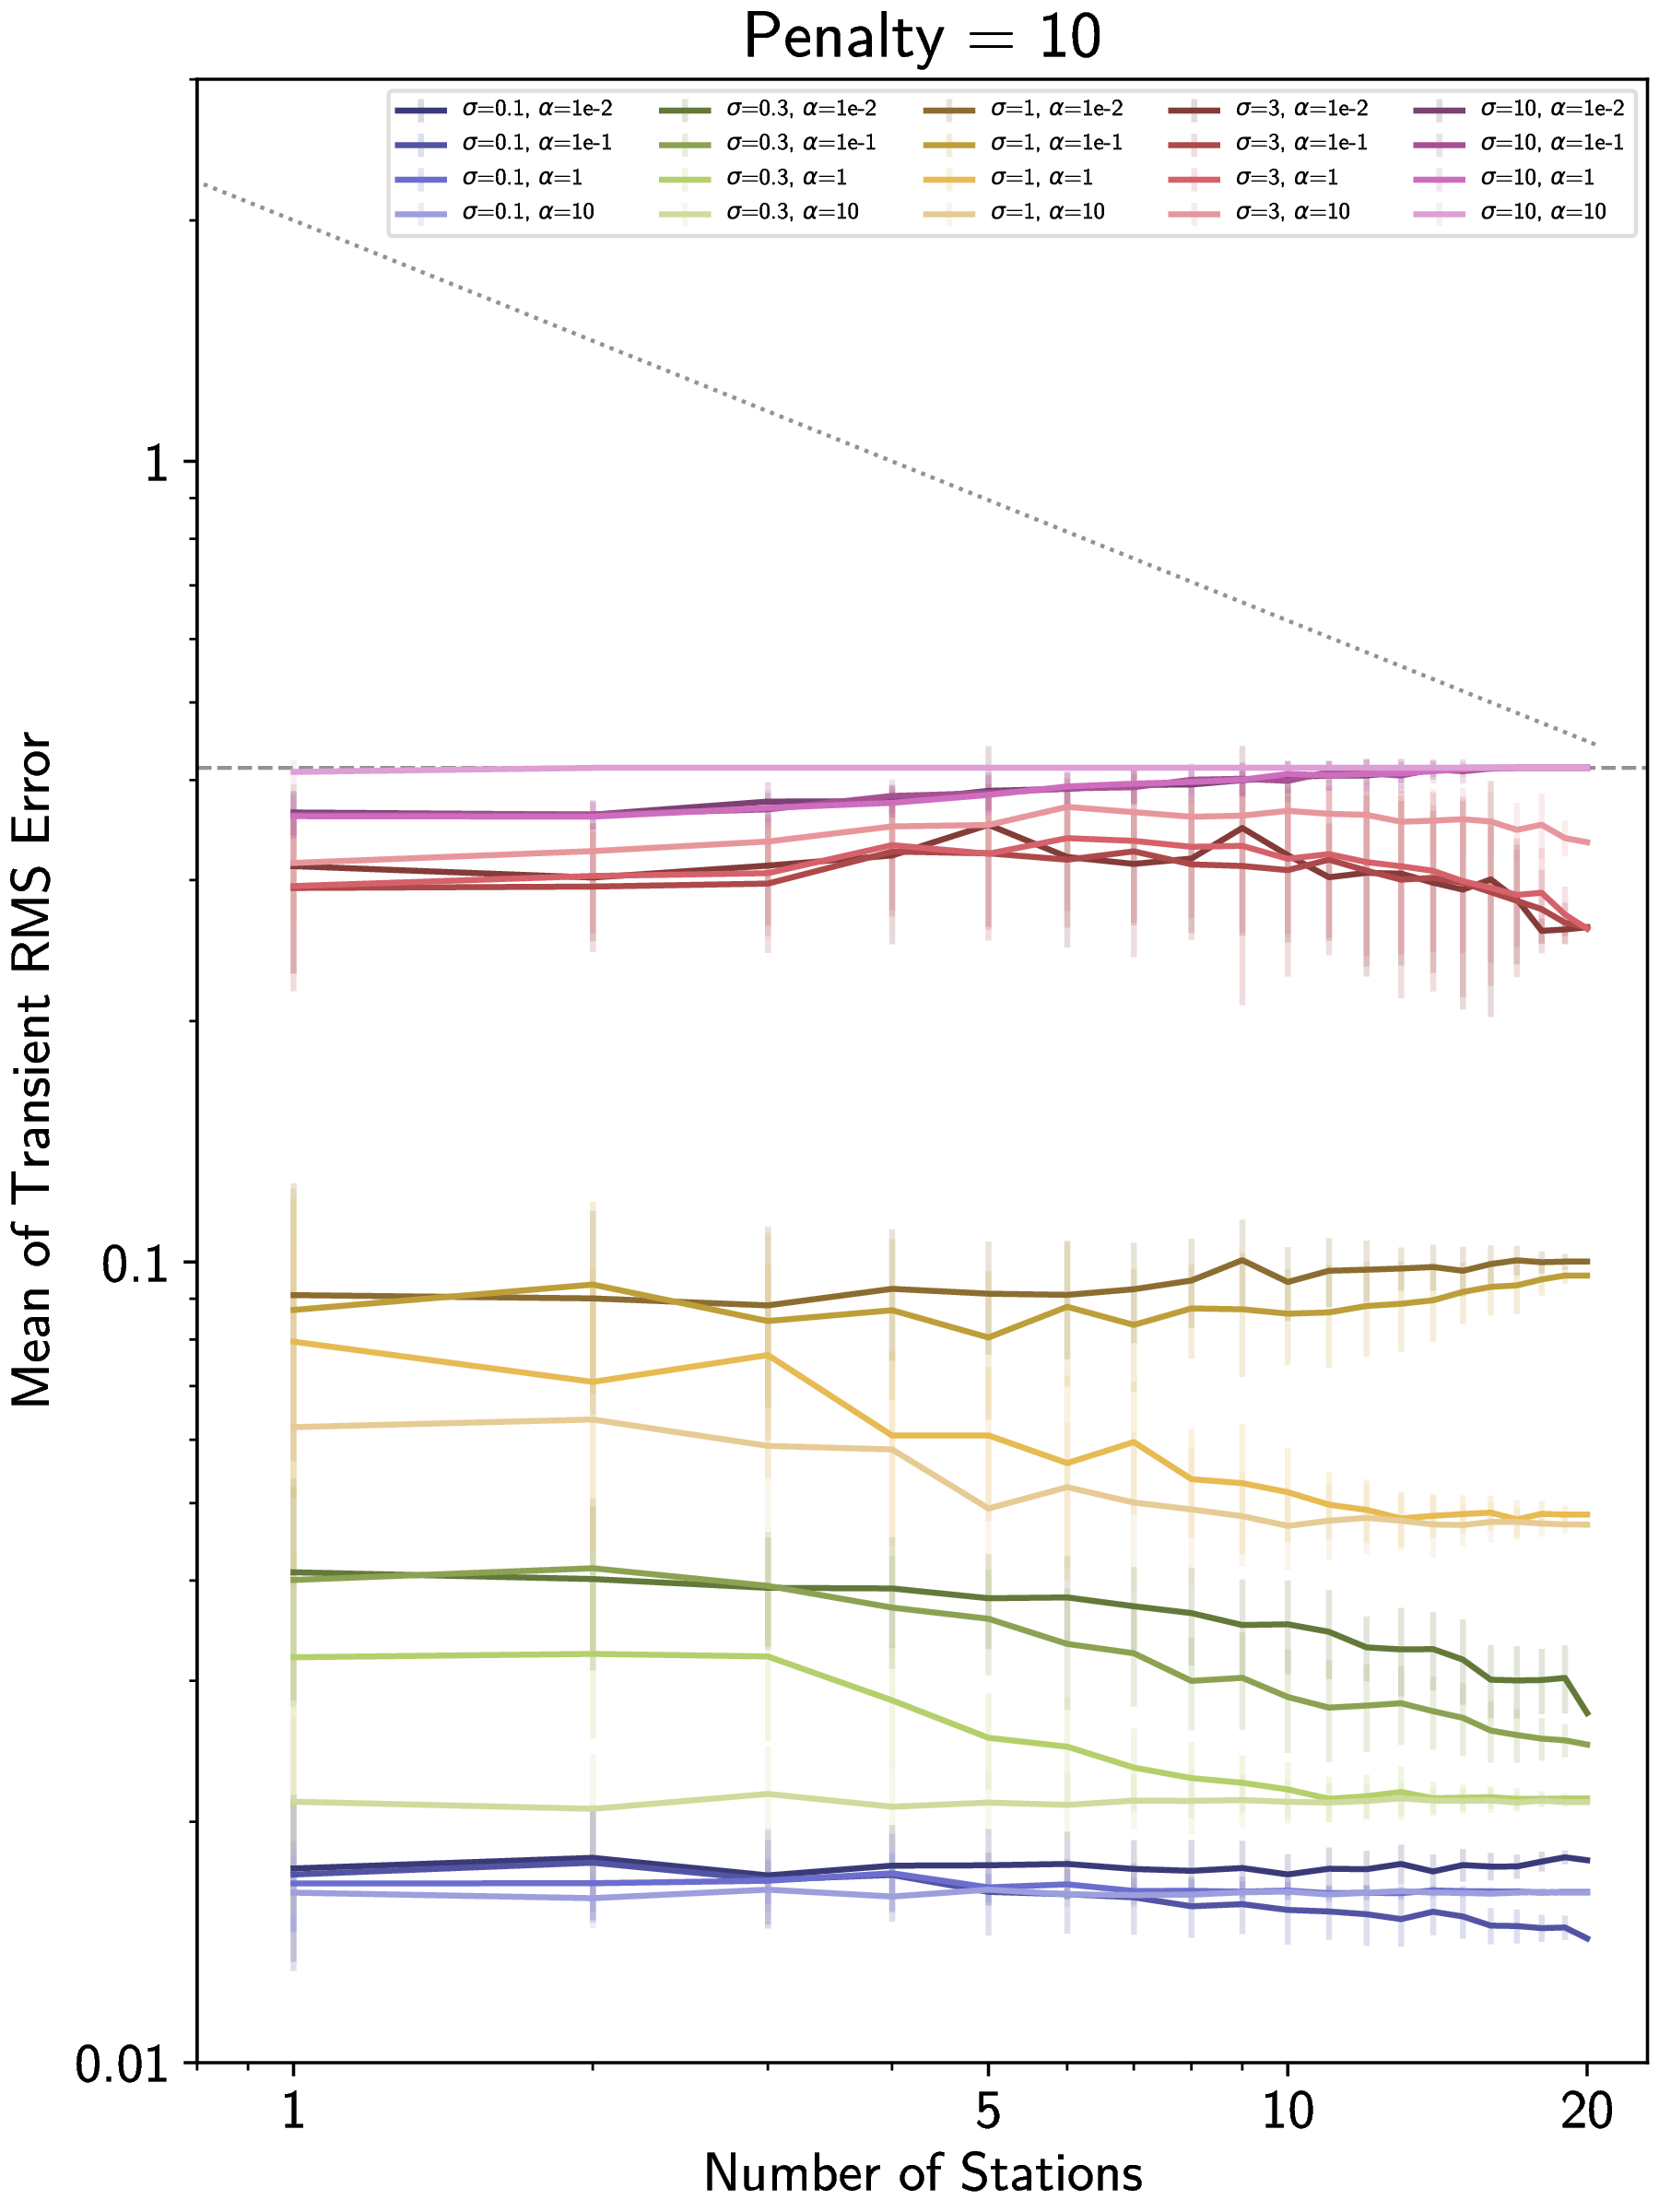 Penalty = 10
σ=0.1, α=1e-2 σ=0.3, α=1e-2 σ=1, α=1e-2 σ=3, α=1e-2 σ=10, α=1e-2
σ=0.1, α=1e-1 σ=0.3, α=1e-1 σ=1, α=1e-1 σ=3, α=1e-1 σ=10, α=1e-1
σ=0.1, α=1 σ=0.3, α=1 σ=1, α=1 σ=3, α=1 σ=10, α=1
σ=0.1, α=10 σ=0.3, α=10 σ=1, α=10 σ=3, α=10 σ=10, α=10
1
0.1
0.01
Mean of Transient RMS Error
1 5 10 20
Number of Stations